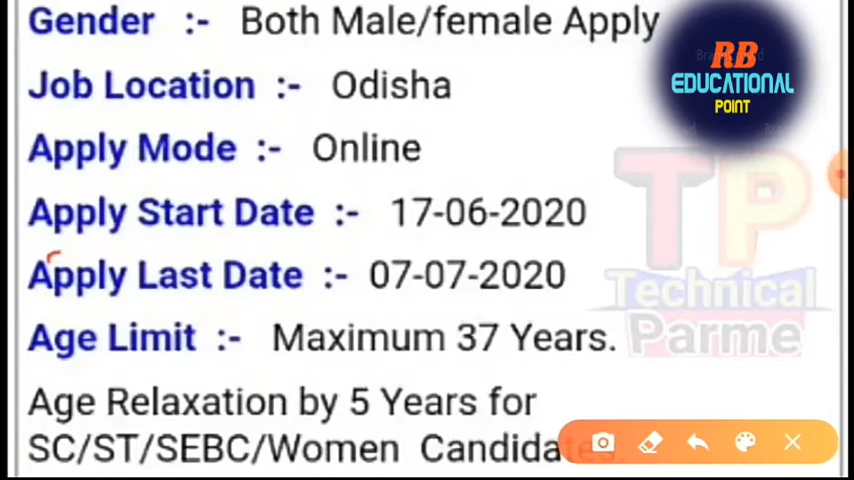 Gender :- Both Male/female Apply
RB
EDUCATIONAL
POINT
Job Location :- Odisha
Apply Mode :- Online
Apply Start Date :- 17-06-2020
TP
Apply Last Date :- 07-07-2020
Technical
Age Limit :- Maximum 37 Years.
Parme
Age Relaxation by 5 Years for
SC/ST/SEBC/Women Candidates.